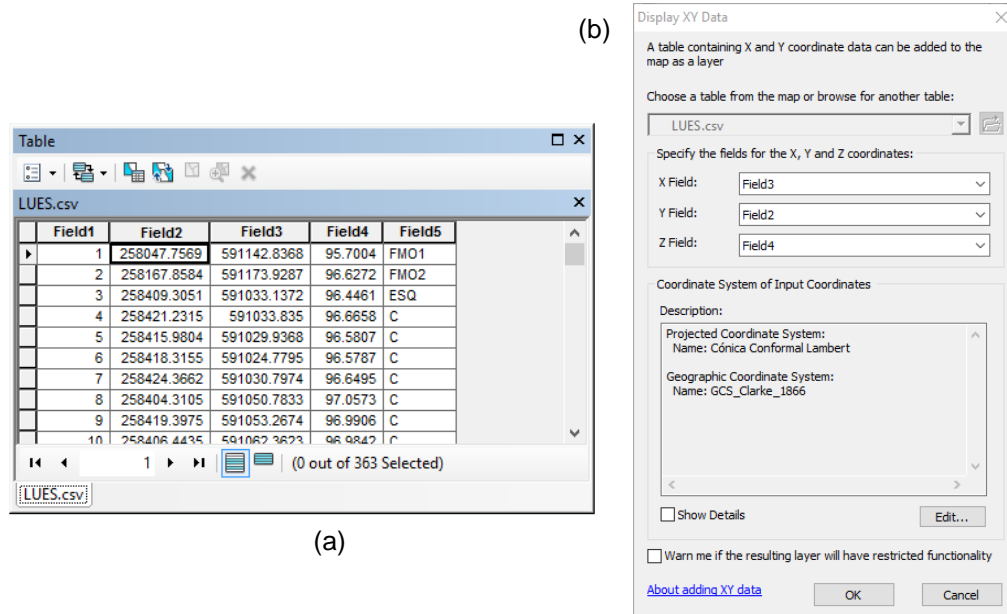 Table
LUES.csv
Field1 Field2 Field3 Field4 Field5
1 258047.7569 591142.8368 95.7004 FMO1
2 258167.8584 591173.9287 96.6272 FMO2
3 258409.3051 591033.1372 96.4461 ESQ
4 258421.2315 591033.835 96.6658 C
5 258415.9804 591029.9368 96.5807 C
6 258418.3155 591024.7795 96.5787 C
7 258424.3662 591030.7974 96.6495 C
8 258404.3105 591050.7833 97.0573 C
9 258419.3975 591053.2674 96.9906 C
10 258406.4435 591062.3623 96.9842 C
1 (0 out of 363 Selected)
LUES.csv
(a)
(b)
Display XY Data
A table containing X and Y coordinate data can be added to the
map as a layer
Choose a table from the map or browse for another table:
LUES.csv
Specify the fields for the X, Y and Z coordinates:
X Field: Field3
Y Field: Field2
Z Field: Field4
Coordinate System of Input Coordinates
Description:
Projected Coordinate System:
Name: Cónica Conformal Lambert
Geographic Coordinate System:
Name: GCS_Clarke_1866
Show Details Edit...
Warn me if the resulting layer will have restricted functionality
About adding XY data OK Cancel